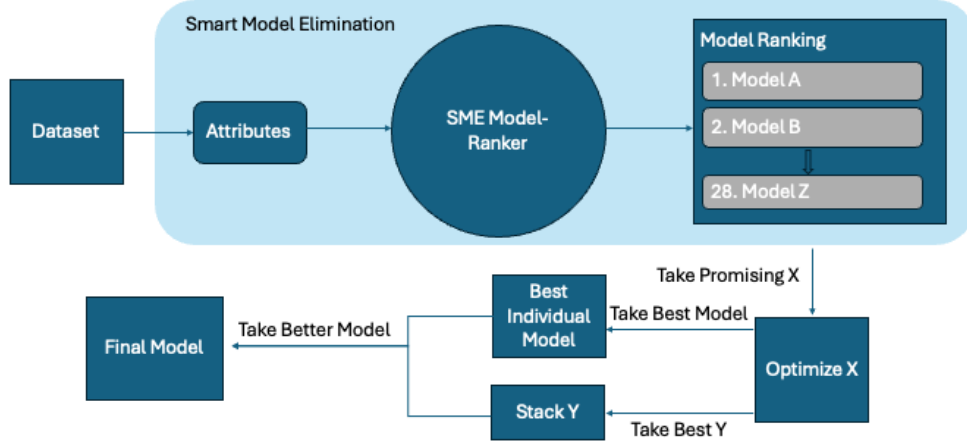 Smart Model Elimination
Dataset
Attributes
SME Model-
Ranker
Model Ranking
1. Model A
2. Model B
28. Model Z
Take Promising X
Optimize X
Take Best Model
Best
Individual
Model
Take Best Y
Stack Y
Take Better Model
Final Model